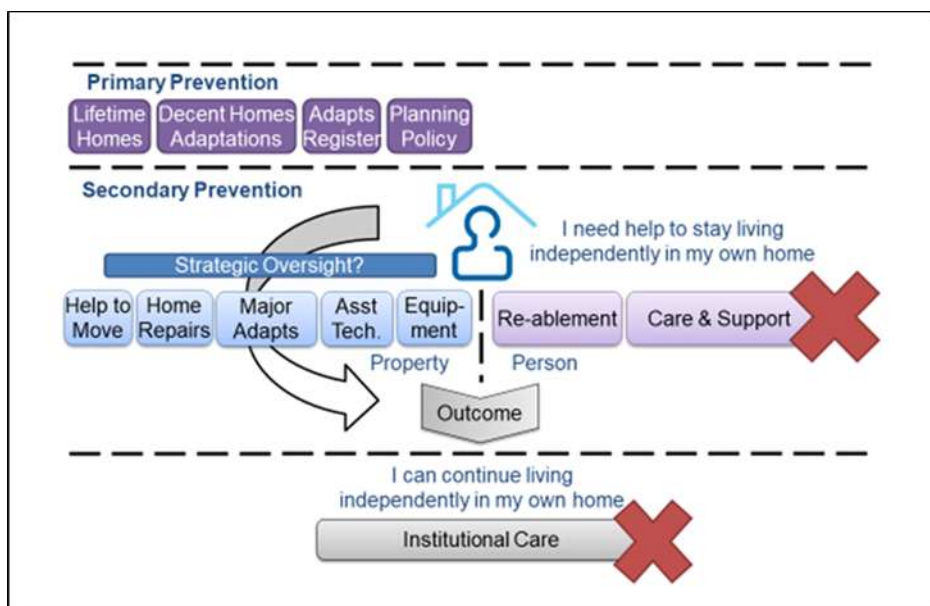 Primary Prevention
Lifetime
Homes
Decent Homes
Adaptations
Adapts
Register
Planning
Policy
Secondary Prevention
I need help to stay living
independently in my own home
Strategic Oversight?
Help to
Move
Home
Repairs
Major
Adapts
Asst
Tech.
Equip-
ment
Re-ablement
Care & Support
Property
Person
Outcome
I can continue living
independently in my own home
Institutional Care